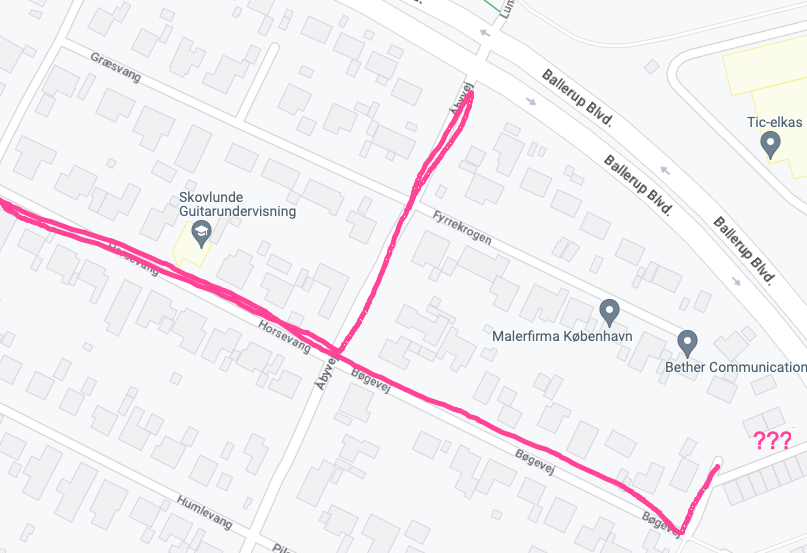 Græsvang
Åbyvej
Ballerup Blvd.
Tic-elkas
Ballerup Blvd.
Skovlunde
Guitarundervisning
Fyrrekrogen
Ballerup Blvd.
Horsevang
Malerfirma København
Horsevang
Bether Communication
Åbyvej
Bøgevej
???
Bøgevej
Humlevang
Bøgevej